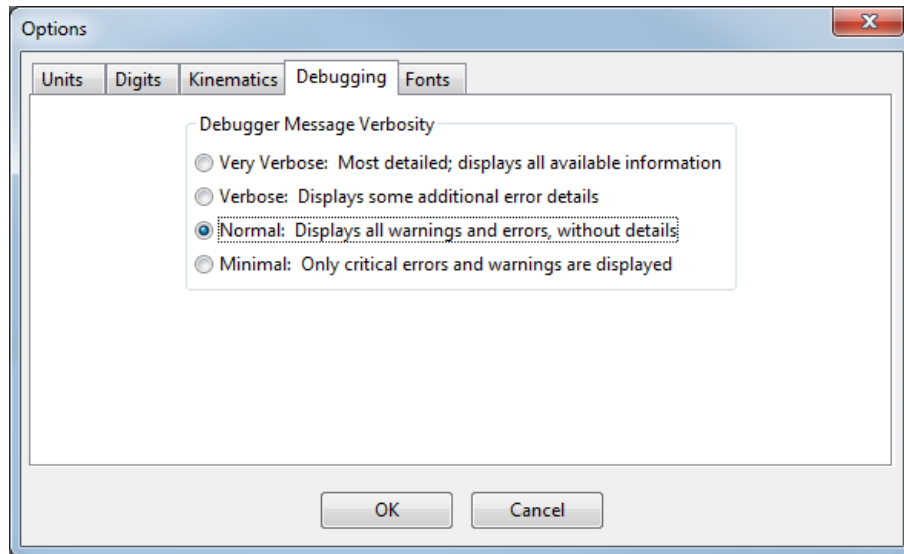 Options
X
Units Digits Kinematics Debugging Fonts
Debugger Message Verbosity
Very Verbose:  Most detailed; displays all available information
Verbose:  Displays some additional error details
Normal:  Displays all warnings and errors, without details
Minimal:  Only critical errors and warnings are displayed
OK Cancel